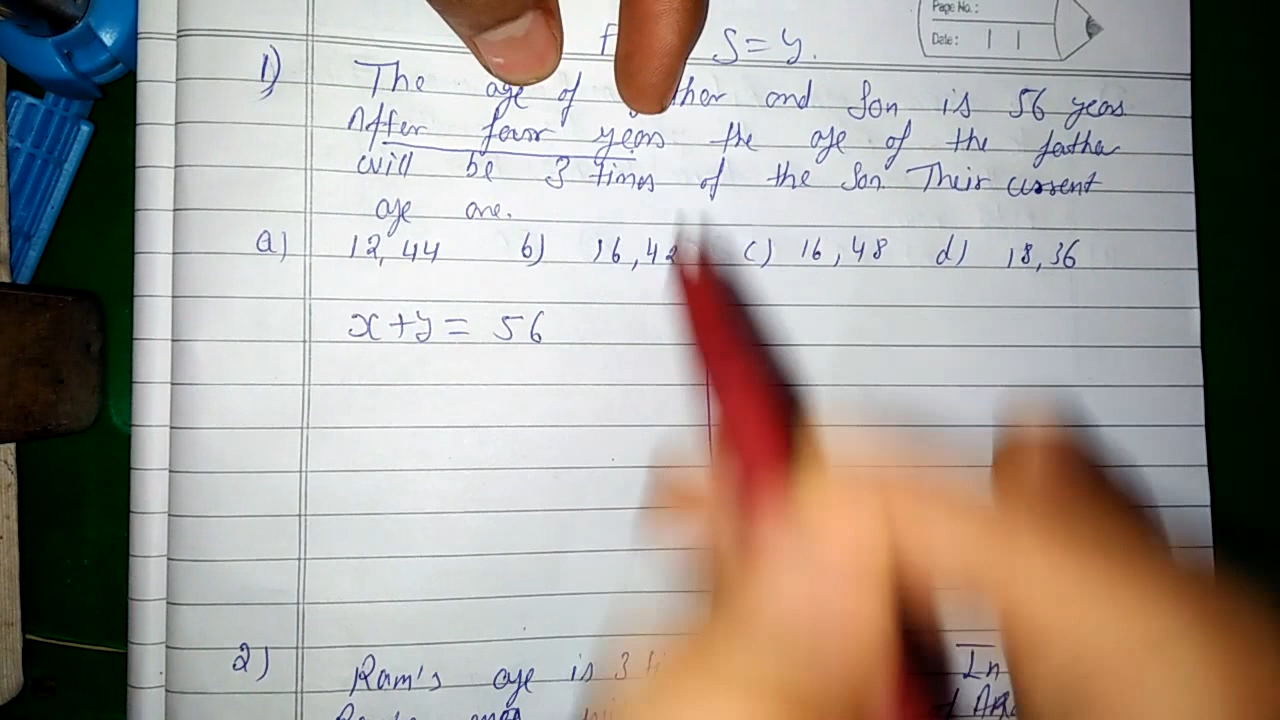 Page No.:
Date:
S = y.
1) The age of ther and Son is 56 years
After four years the age of the father
will be 3 times of the Son. Their current
age are.
a) 12, 44 b) 16, 42 c) 16, 48 d) 18, 36
x + y = 56
2) Ram's age is 3 In